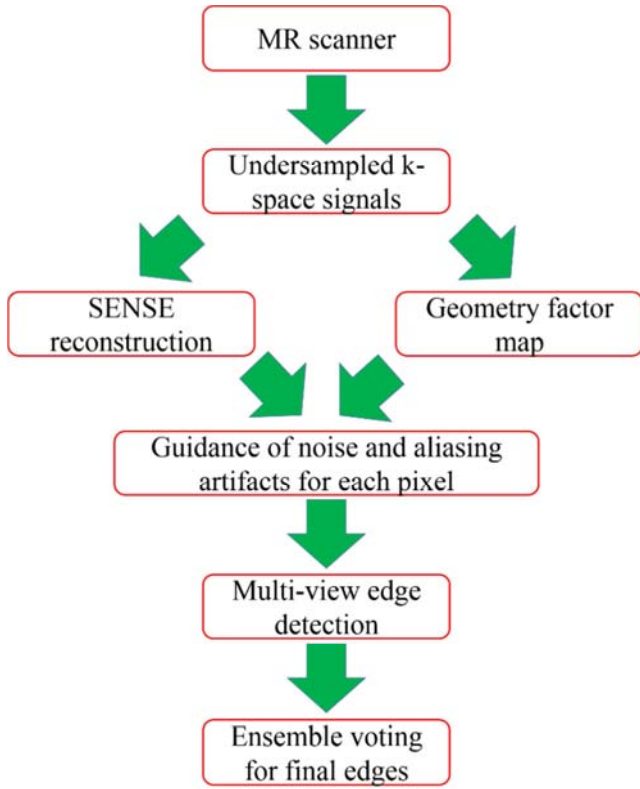 MR scanner
Undersampled k-
space signals
SENSE
reconstruction
Geometry factor
map
Guidance of noise and aliasing
artifacts for each pixel
Multi-view edge
detection
Ensemble voting
for final edges